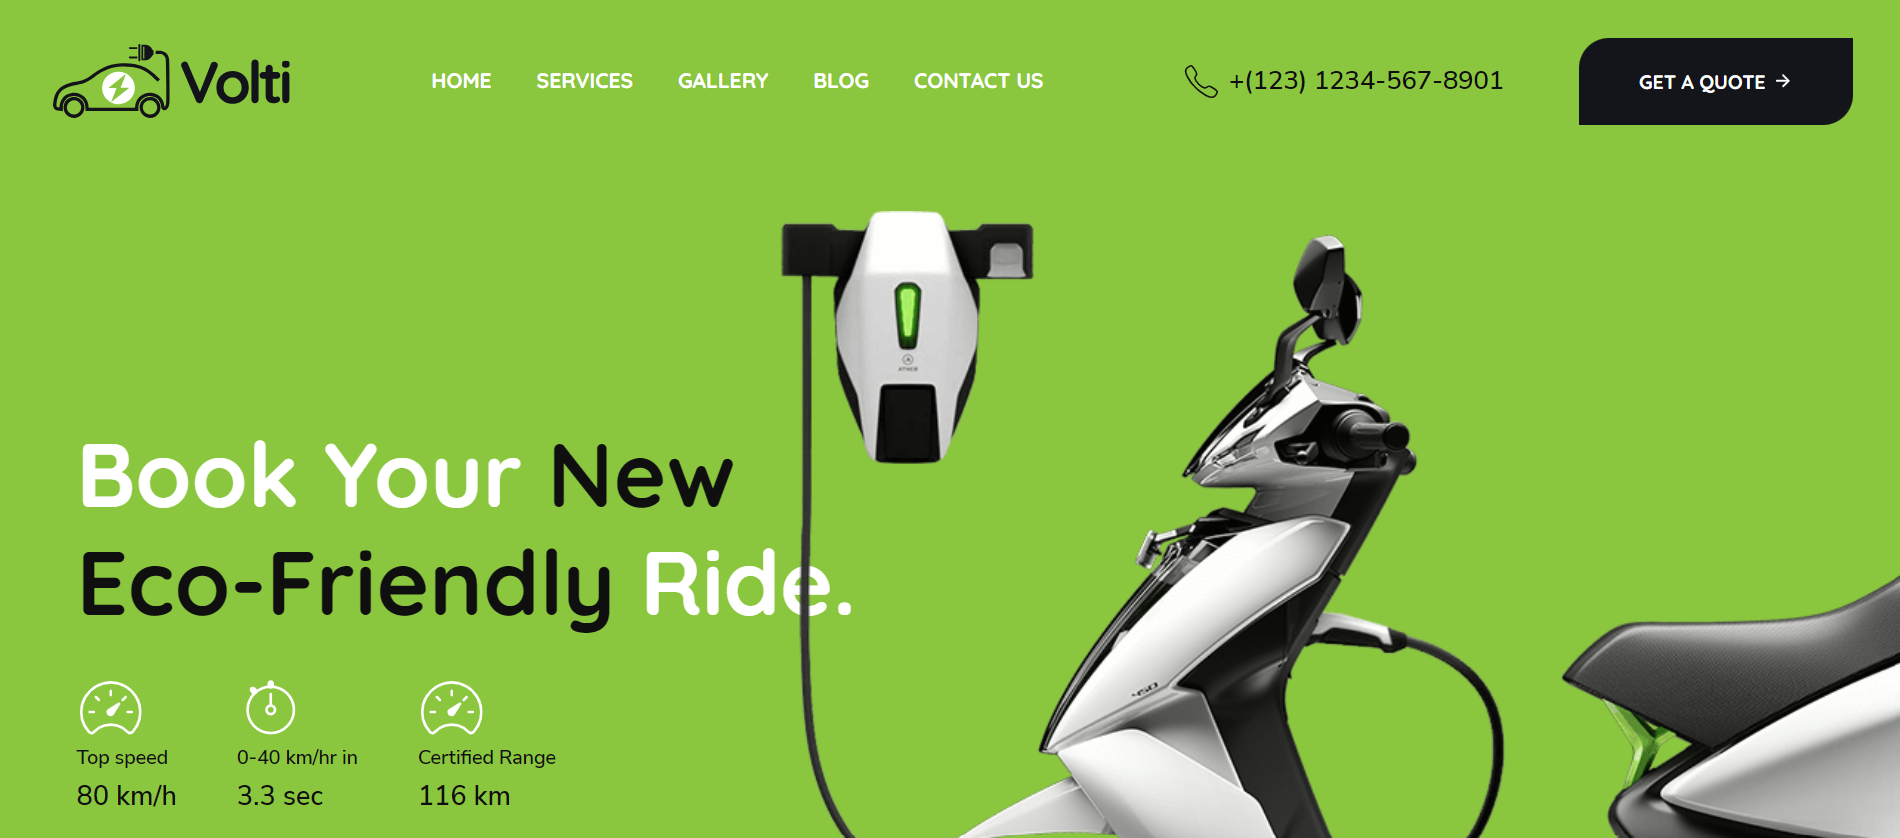 Volti
HOME SERVICES GALLERY BLOG CONTACT US
+(123) 1234-567-8901
GET A QUOTE →
ATHER
Book Your New
Eco-Friendly Ride.
450
Top speed
80 km/h
0-40 km/hr in
3.3 sec
Certified Range
116 km